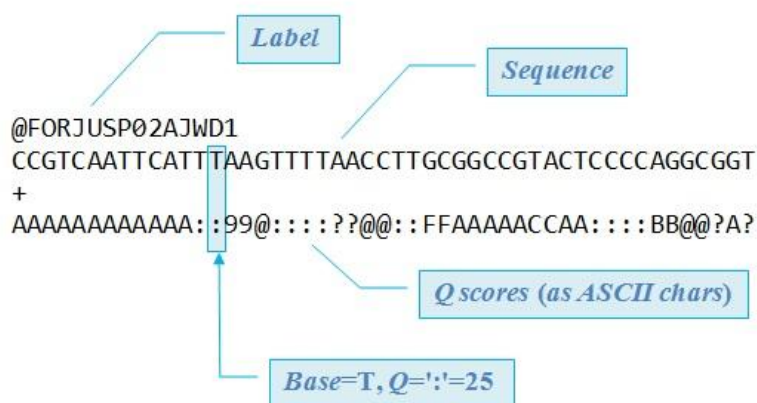 Label
Sequence
@FORJUSP02AJWD1
CCGTCAATTCATTTAAGTTTTAACCTTGCGGCCGTACTCCCCAGGCGGT
+
AAAAAAAAAAAA::99@::::??@@::FFAAAAACCAA::::BB@@?A?
Q scores (as ASCII chars)
Base=T, Q=':'=25